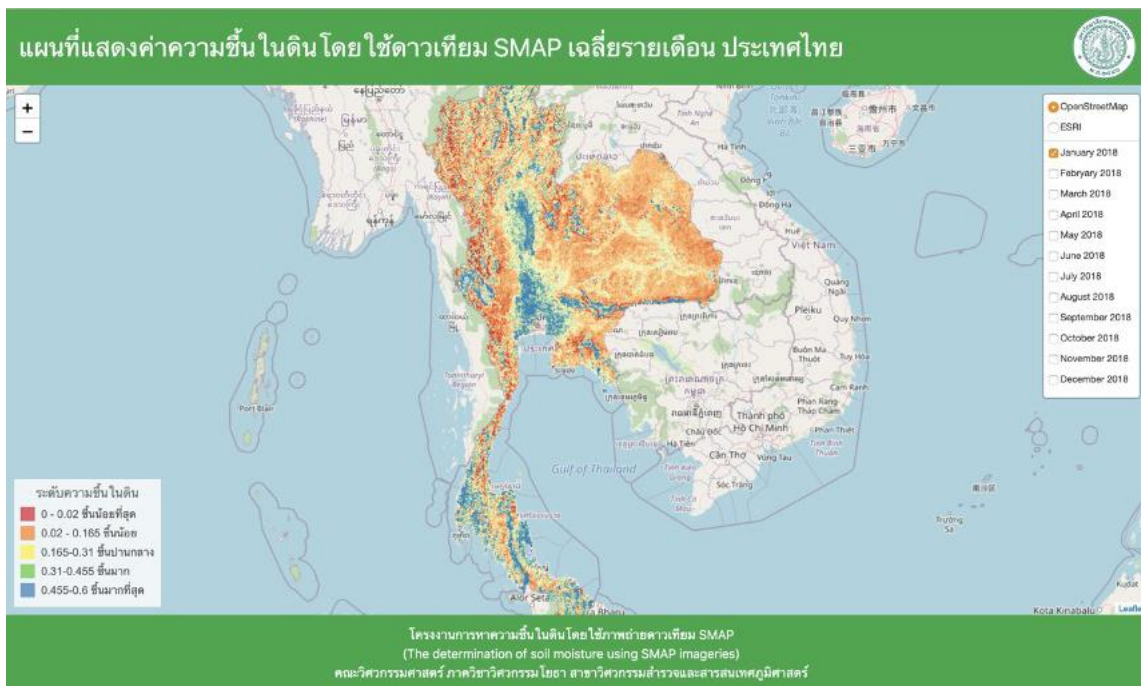 แผนที่แสดงค่าความชื้นในดินโดยใช้ดาวเทียม SMAP เฉลี่ยรายเดือน ประเทศไทย
+
−
OpenStreetMap
ESRI
January 2018
Febryary 2018
March 2018
April 2018
May 2018
June 2018
July 2018
August 2018
September 2018
October 2018
November 2018
December 2018
เนปยีดอ
Hà Tĩnh
Đông Hà
Huế
Việt Nam
Quảng Ngãi
Pleiku
Quy Nhơn
Buôn Ma Thuột
Tuy Hòa
Cam Ranh
Phan Rang Tháp Chàm
Thành phố Hồ Chí Minh
Phan Thiết
Châu Đốc
Hà Tiên
Cần Thơ
Vũng Tàu
Sóc Trăng
Port Blair
Tanintharyi Region
Gulf of Thailand
Trường Sa
Alor Seta
Kudat
Kota Kinabalu
Leafle
ระดับความชื้นในดิน
0 - 0.02 ชื้นน้อยที่สุด
0.02 - 0.165 ชื้นน้อย
0.165-0.31 ชื้นปานกลาง
0.31-0.455 ชื้นมาก
0.455-0.6 ชื้นมากที่สุด
โครงงานการหาความชื้นในดินโดยใช้ภาพถ่ายดาวเทียม SMAP
(The determination of soil moisture using SMAP imageries)
คณะวิศวกรรมศาสตร์ ภาควิชาวิศวกรรมโยธา สาขาวิศวกรรมสำรวจและสารสนเทศภูมิศาสตร์